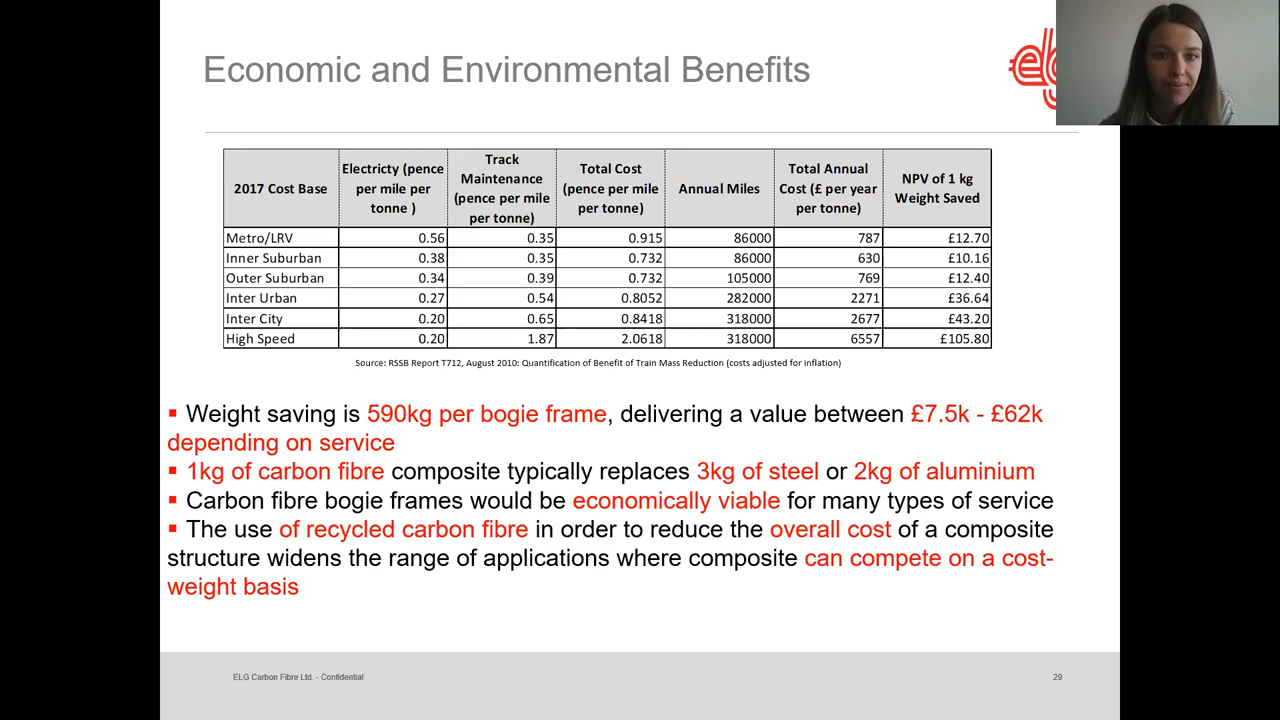 Economic and Environmental Benefits
2017 Cost Base | Electricty (pence per mile per tonne ) | Track Maintenance (pence per mile per tonne) | Total Cost (pence per mile per tonne) | Annual Miles | Total Annual Cost (£ per year per tonne) | NPV of 1 kg Weight Saved
Metro/LRV | 0.56 | 0.35 | 0.915 | 86000 | 787 | £12.70
Inner Suburban | 0.38 | 0.35 | 0.732 | 86000 | 630 | £10.16
Outer Suburban | 0.34 | 0.39 | 0.732 | 105000 | 769 | £12.40
Inter Urban | 0.27 | 0.54 | 0.8052 | 282000 | 2271 | £36.64
Inter City | 0.20 | 0.65 | 0.8418 | 318000 | 2677 | £43.20
High Speed | 0.20 | 1.87 | 2.0618 | 318000 | 6557 | £105.80
Source: RSSB Report T712, August 2010: Quantification of Benefit of Train Mass Reduction (costs adjusted for inflation)
▪ Weight saving is 590kg per bogie frame, delivering a value between £7.5k - £62k
depending on service
▪ 1kg of carbon fibre composite typically replaces 3kg of steel or 2kg of aluminium
▪ Carbon fibre bogie frames would be economically viable for many types of service
▪ The use of recycled carbon fibre in order to reduce the overall cost of a composite
structure widens the range of applications where composite can compete on a cost-
weight basis
ELG Carbon Fibre Ltd. - Confidential
29